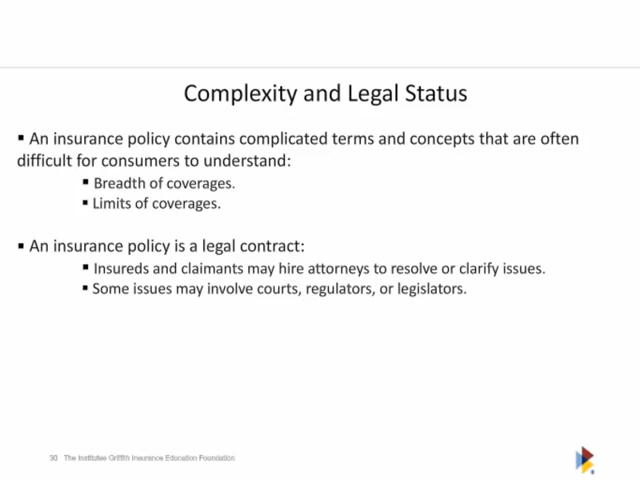 Complexity and Legal Status
▪ An insurance policy contains complicated terms and concepts that are often
difficult for consumers to understand:
▪ Breadth of coverages.
▪ Limits of coverages.
▪ An insurance policy is a legal contract:
▪ Insureds and claimants may hire attorneys to resolve or clarify issues.
▪ Some issues may involve courts, regulators, or legislators.
30 The Institutes Griffith Insurance Education Foundation